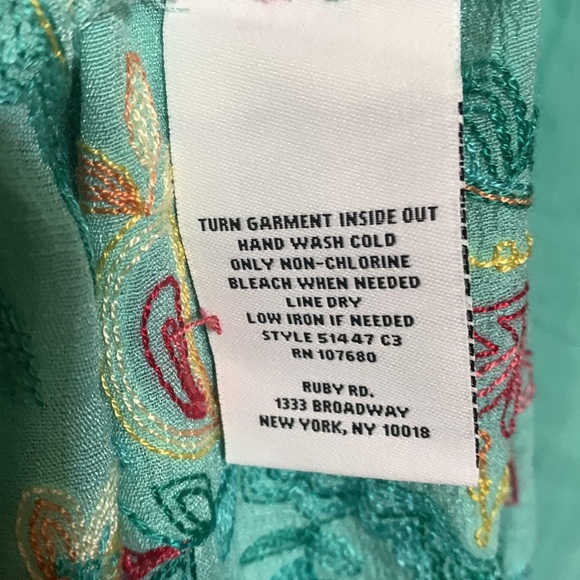 TURN GARMENT INSIDE OUT
HAND WASH COLD
ONLY NON-CHLORINE
BLEACH WHEN NEEDED
LINE DRY
LOW IRON IF NEEDED
STYLE 51447 C3
RN 107680
RUBY RD.
1333 BROADWAY
NEW YORK, NY 10018